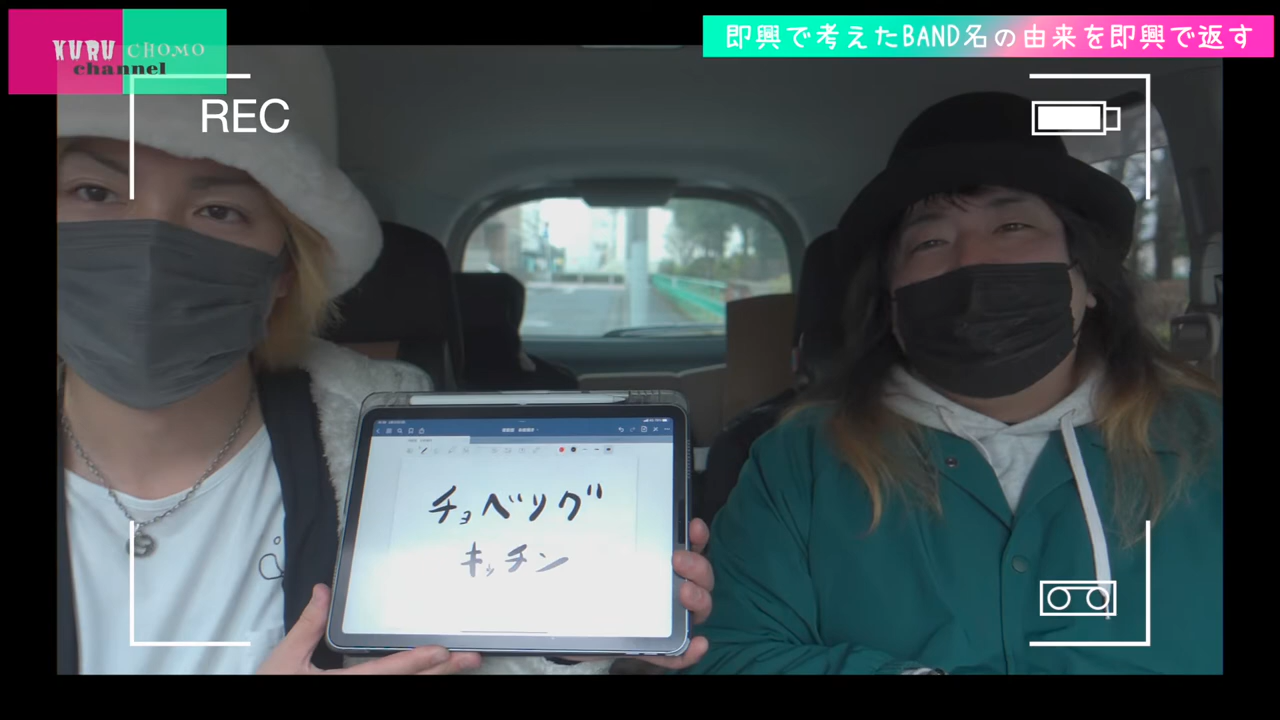 KURU CHOMO
channel
即興で考えたBAND名の由来を即興で返す
REC
チョベリグ
キッチン